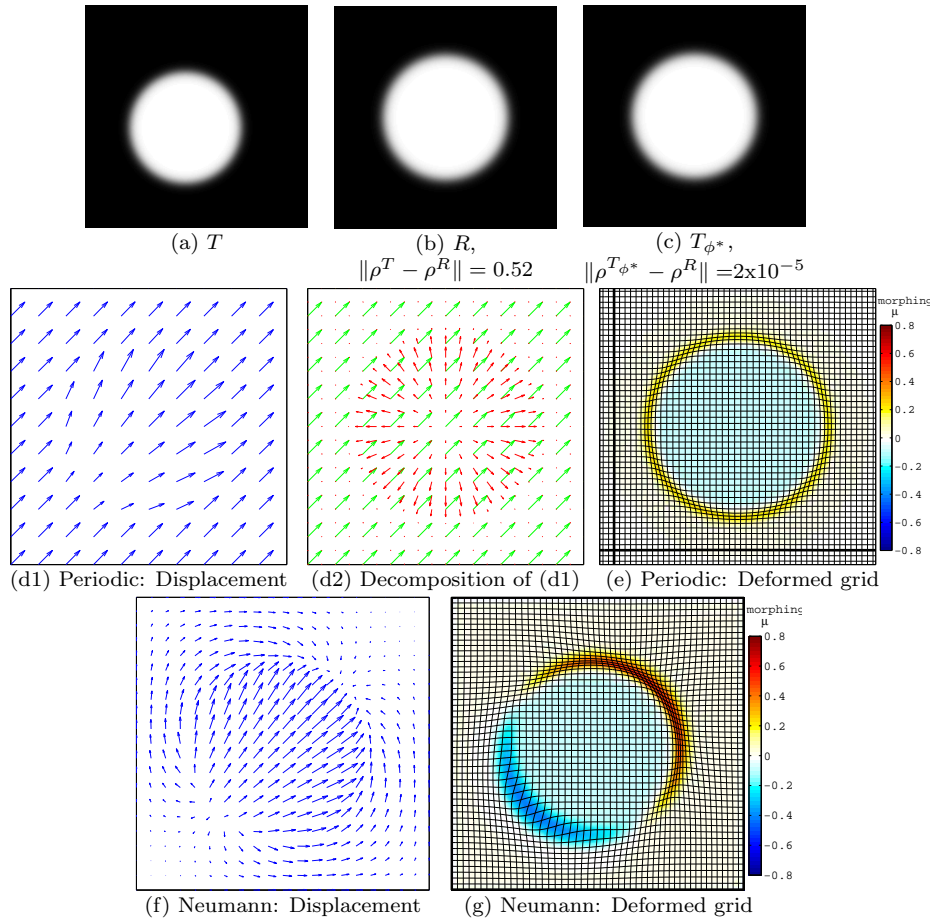 (a) T
(b) R,
‖ρ^T − ρ^R‖ = 0.52
(c) T_{ϕ*},
‖ρ^{T_{ϕ*}} − ρ^R‖ =2x10^{−5}
morphing
μ
0.8
0.6
0.4
0.2
0
−0.2
−0.4
−0.6
−0.8
(d1) Periodic: Displacement
(d2) Decomposition of (d1)
(e) Periodic: Deformed grid
morphing
μ
0.8
0.6
0.4
0.2
0
−0.2
−0.4
−0.6
−0.8
(f) Neumann: Displacement
(g) Neumann: Deformed grid